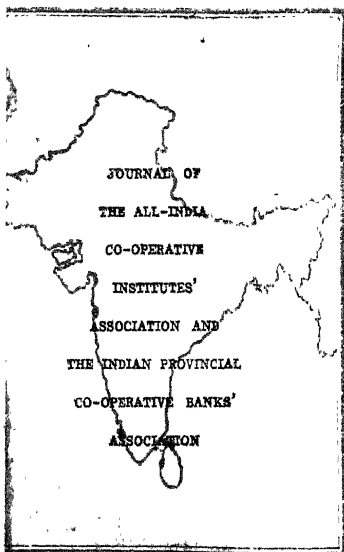 JOURNAL OF
THE ALL-INDIA
CO-OPERATIVE
INSTITUTES'
ASSOCIATION AND
THE INDIAN PROVINCIAL
CO-OPERATIVE BANKS'
ASSOCIATION